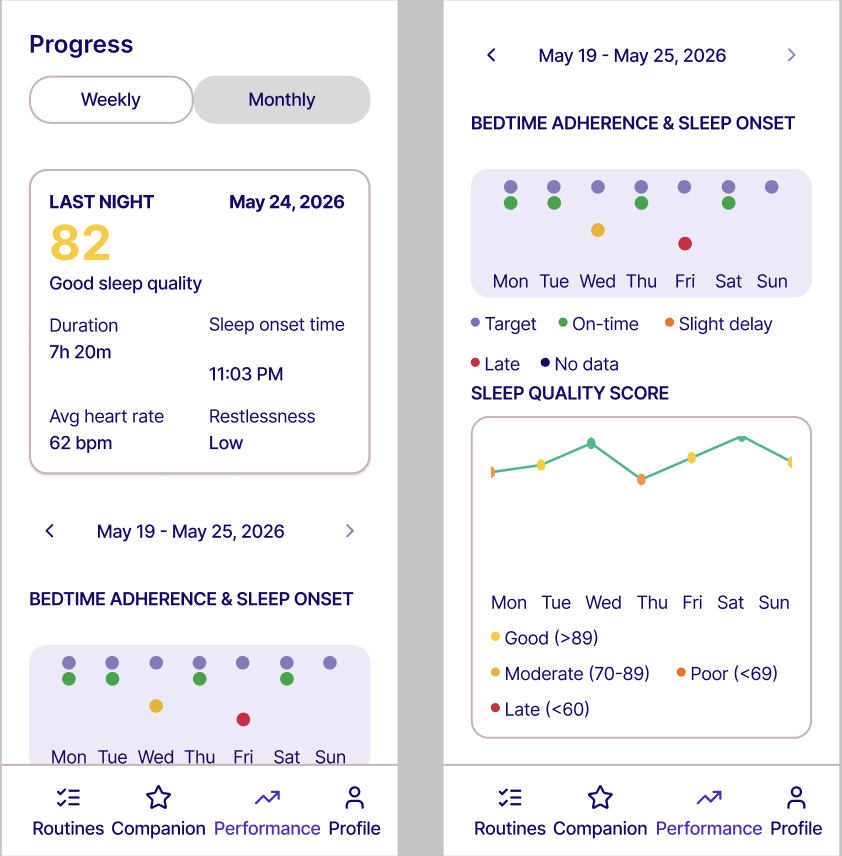 Progress
Weekly Monthly
LAST NIGHT May 24, 2026
82
Good sleep quality
Duration Sleep onset time
7h 20m
11:03 PM
Avg heart rate Restlessness
62 bpm Low
May 19 - May 25, 2026
BEDTIME ADHERENCE & SLEEP ONSET
Mon Tue Wed Thu Fri Sat Sun
Routines Companion Performance Profile
May 19 - May 25, 2026
BEDTIME ADHERENCE & SLEEP ONSET
Mon Tue Wed Thu Fri Sat Sun
Target On-time Slight delay
Late No data
SLEEP QUALITY SCORE
Mon Tue Wed Thu Fri Sat Sun
Good (>89)
Moderate (70-89) Poor (<69)
Late (<60)
Routines Companion Performance Profile